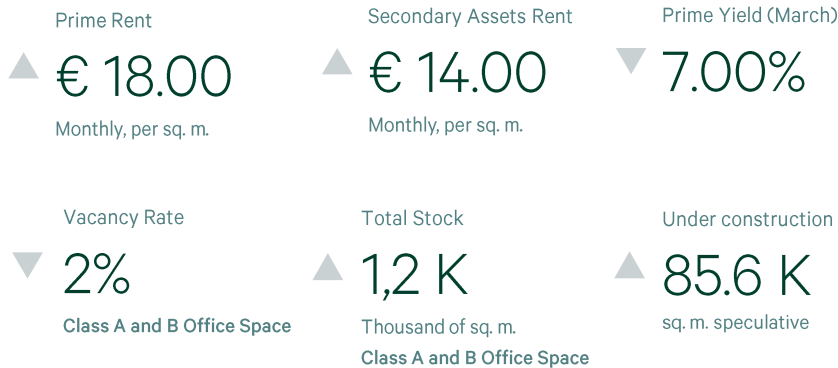 Prime Rent
€ 18.00
Monthly, per sq. m.
Secondary Assets Rent
€ 14.00
Monthly, per sq. m.
Prime Yield (March)
7.00%
Vacancy Rate
2%
Class A and B Office Space
Total Stock
1,2 K
Thousand of sq. m.
Class A and B Office Space
Under construction
85.6 K
sq. m. speculative